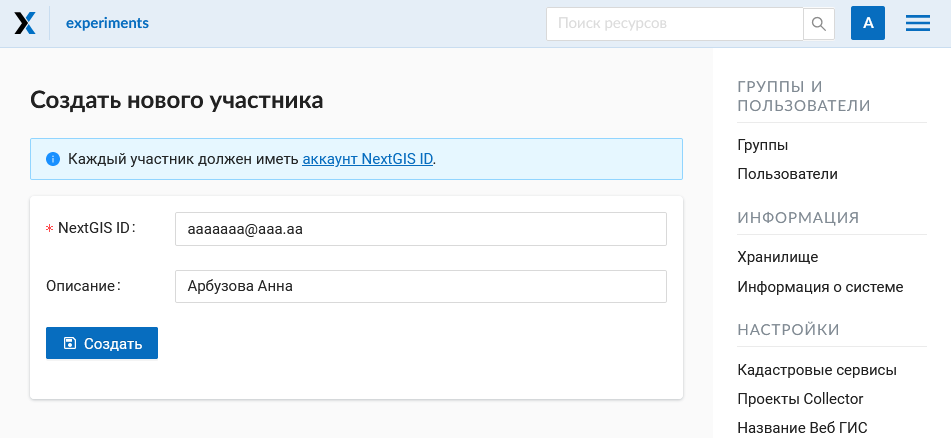 experiments
Поиск ресурсов
A
Создать нового участника
Каждый участник должен иметь аккаунт NextGIS ID.
* NextGIS ID:
aaaaaaa@aaa.aa
Описание:
Арбузова Анна
Создать
ГРУППЫ И
ПОЛЬЗОВАТЕЛИ
Группы
Пользователи
ИНФОРМАЦИЯ
Хранилище
Информация о системе
НАСТРОЙКИ
Кадастровые сервисы
Проекты Collector
Название Веб ГИС